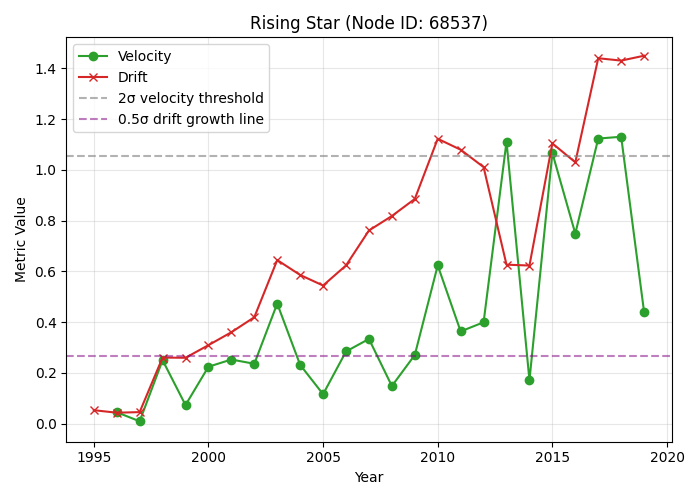 Rising Star (Node ID: 68537)
Velocity
Drift
2σ velocity threshold
0.5σ drift growth line
Metric Value
1.4
1.2
1.0
0.8
0.6
0.4
0.2
0.0
1995
2000
2005
2010
2015
2020
Year